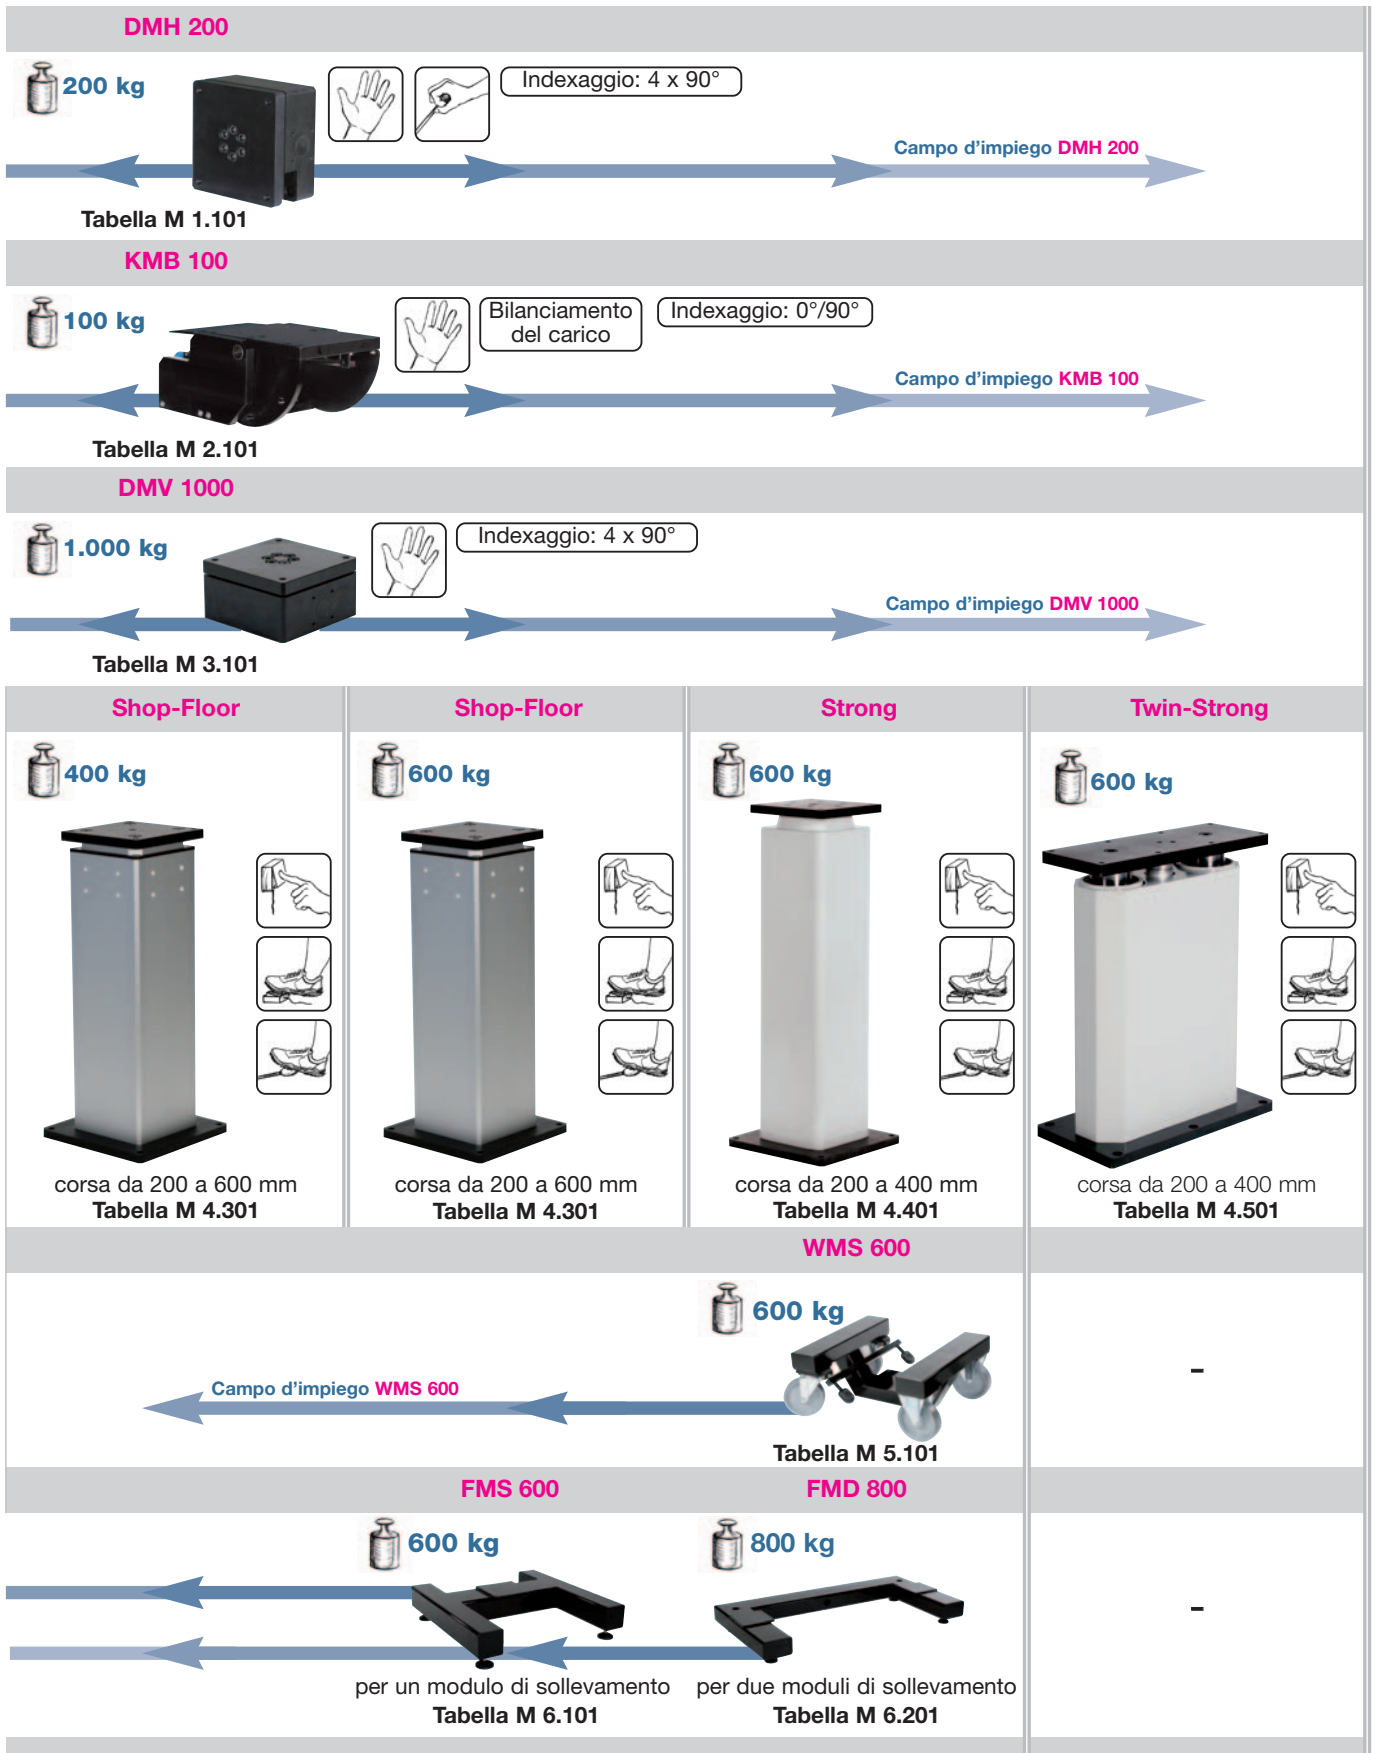 DMH 200
200 kg
Indexaggio: 4 x 90°
Campo d'impiego DMH 200
Tabella M 1.101
KMB 100
100 kg
Bilanciamento
del carico
Indexaggio: 0°/90°
Campo d'impiego KMB 100
Tabella M 2.101
DMV 1000
1.000 kg
Indexaggio: 4 x 90°
Campo d'impiego DMV 1000
Tabella M 3.101
Shop-Floor
400 kg
corsa da 200 a 600 mm
Tabella M 4.301
Shop-Floor
600 kg
corsa da 200 a 600 mm
Tabella M 4.301
Strong
600 kg
corsa da 200 a 400 mm
Tabella M 4.401
Twin-Strong
600 kg
corsa da 200 a 400 mm
Tabella M 4.501
WMS 600
600 kg
Campo d'impiego WMS 600
Tabella M 5.101
-
FMS 600
600 kg
per un modulo di sollevamento
Tabella M 6.101
FMD 800
800 kg
per due moduli di sollevamento
Tabella M 6.201
-